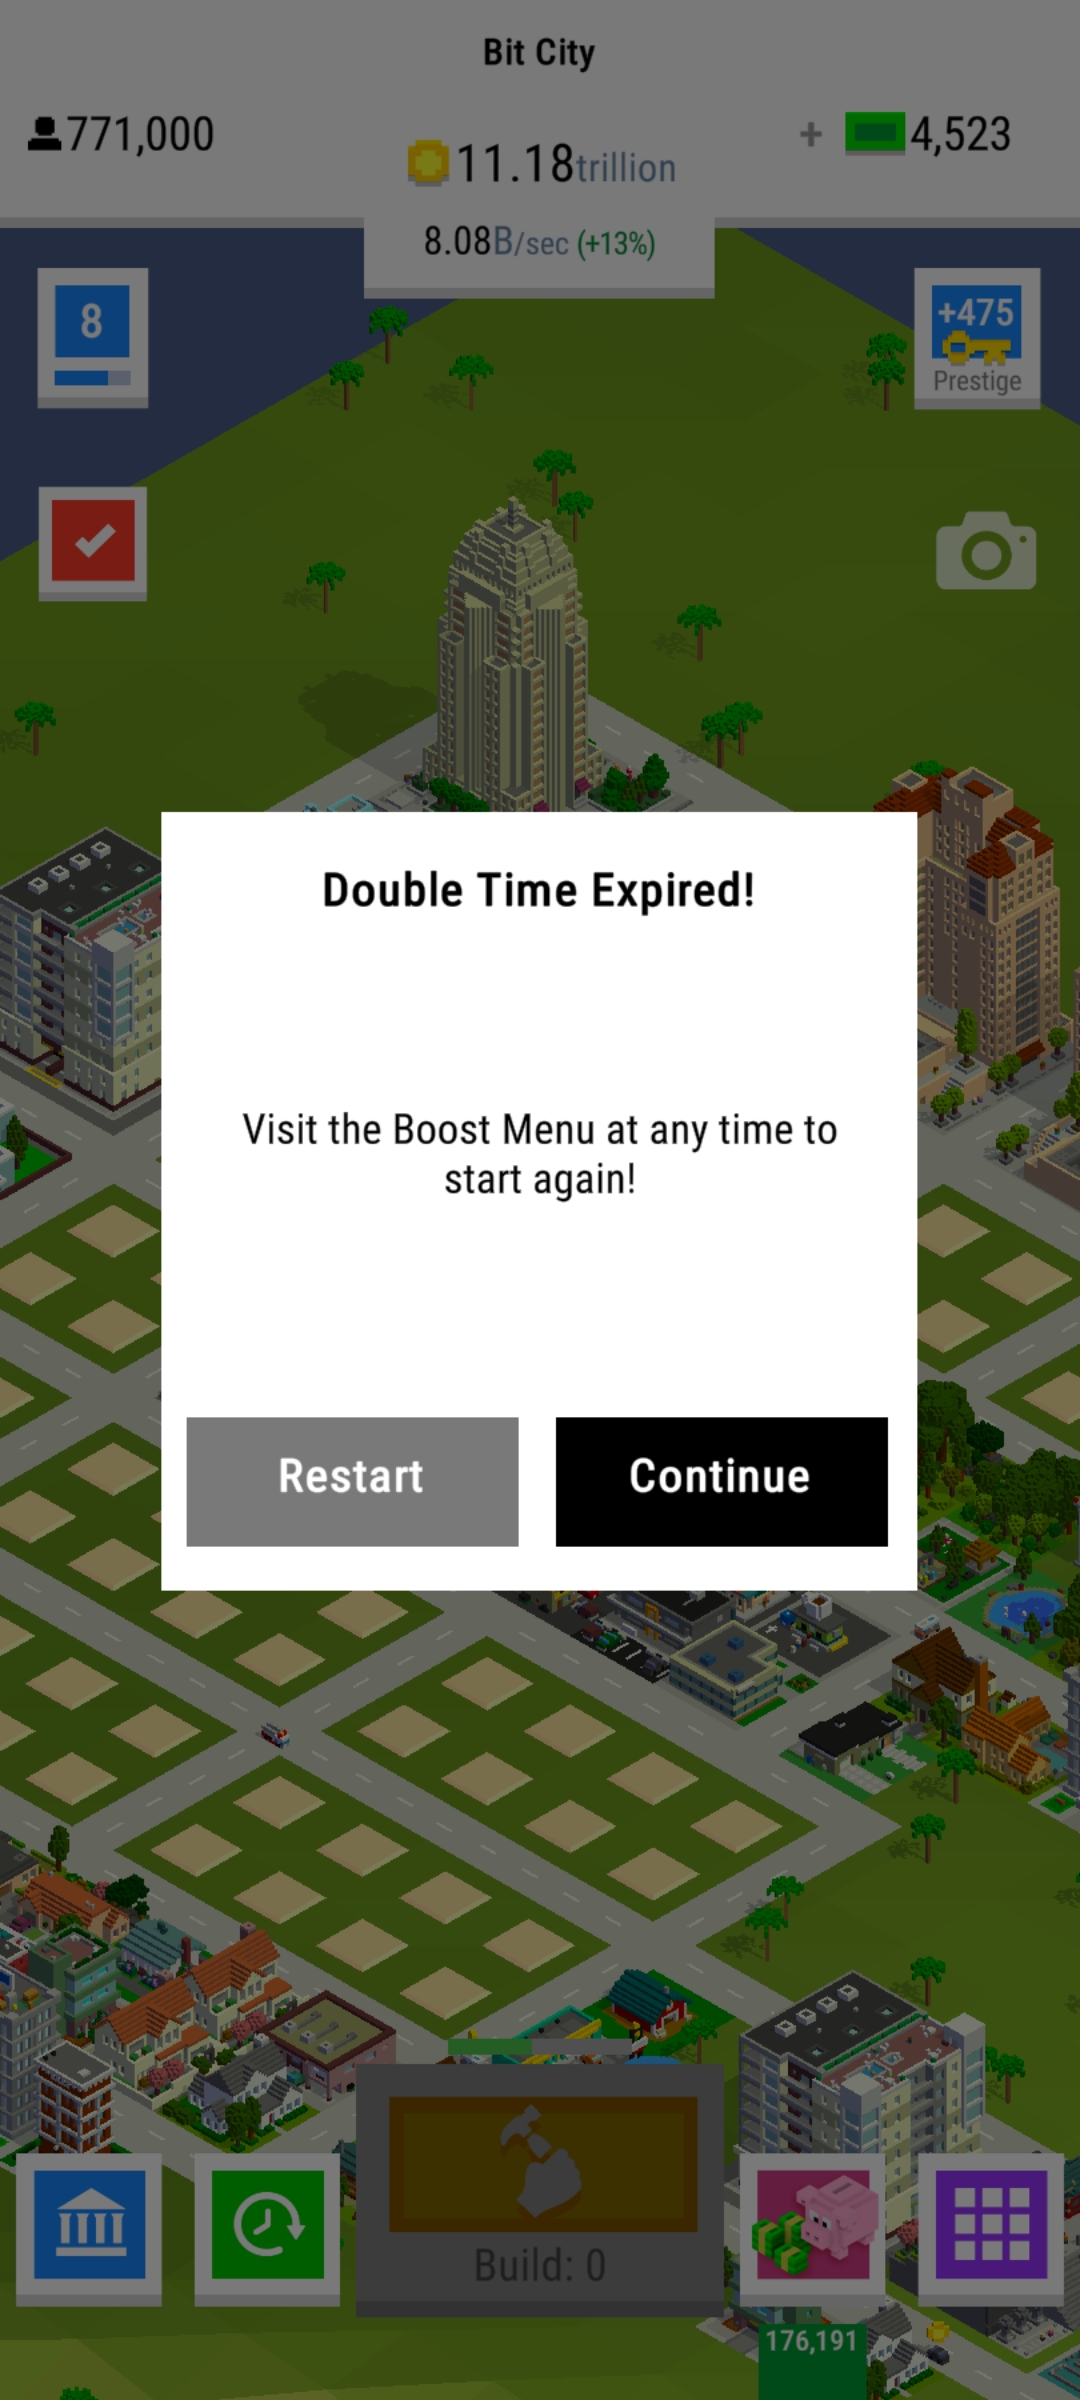 Bit City
771,000
11.18trillion
+ 4,523
8.08B/sec (+13%)
8
+475
Prestige
Double Time Expired!
Visit the Boost Menu at any time to
start again!
Restart
Continue
Build: 0
176,191